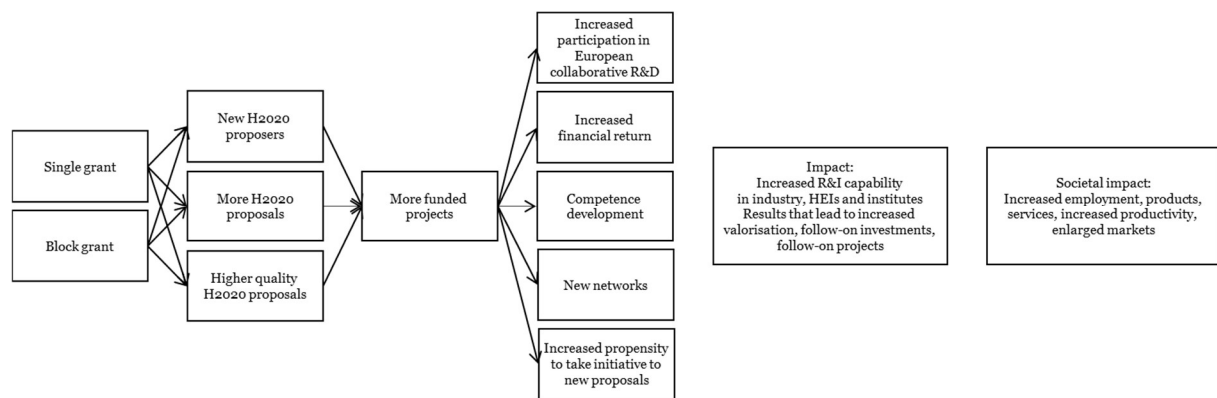 Single grant
Block grant
New H2020
proposers
More H2020
proposals
Higher quality
H2020 proposals
More funded
projects
Increased
participation in
European
collaborative R&D
Increased
financial return
Competence
development
New networks
Increased propensity
to take initiative to
new proposals
Impact:
Increased R&I capability
in industry, HEIs and institutes
Results that lead to increased
valorisation, follow-on investments,
follow-on projects
Societal impact:
Increased employment, products,
services, increased productivity,
enlarged markets